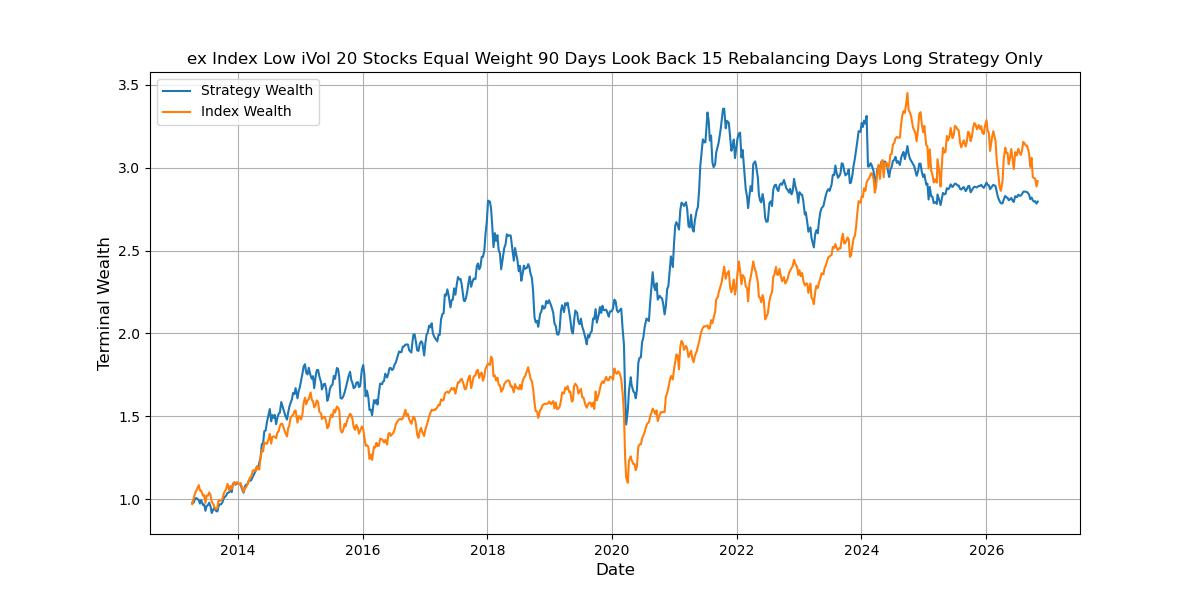 ex Index Low iVol 20 Stocks Equal Weight 90 Days Look Back 15 Rebalancing Days Long Strategy Only
Strategy Wealth
Index Wealth
Terminal Wealth
3.5
3.0
2.5
2.0
1.5
1.0
2014 2016 2018 2020 2022 2024 2026
Date